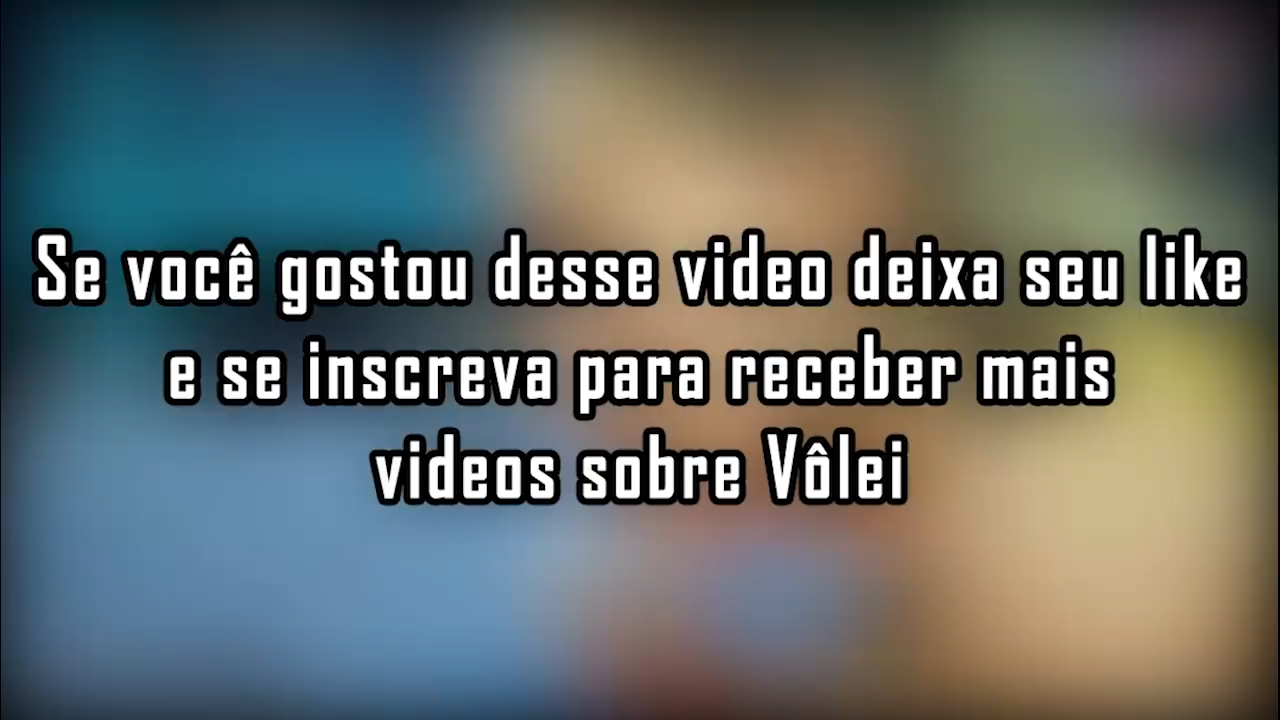 Se você gostou desse video deixa seu like
e se inscreva para receber mais
videos sobre Vôlei